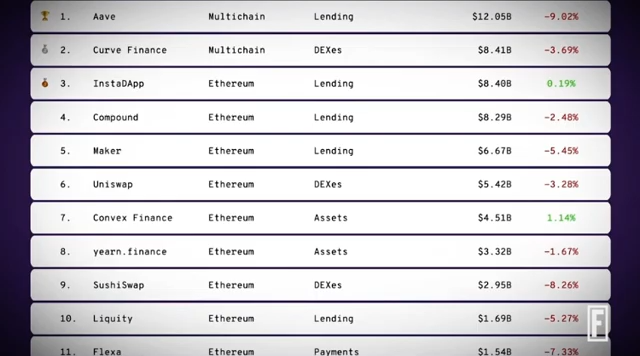 1. Aave Multichain Lending $12.05B -9.02%
2. Curve Finance Multichain DEXes $8.41B -3.69%
3. InstaDApp Ethereum Lending $8.40B 0.19%
4. Compound Ethereum Lending $8.29B -2.48%
5. Maker Ethereum Lending $6.67B -5.45%
6. Uniswap Ethereum DEXes $5.42B -3.28%
7. Convex Finance Ethereum Assets $4.51B 1.14%
8. yearn.finance Ethereum Assets $3.32B -1.67%
9. SushiSwap Ethereum DEXes $2.95B -8.26%
10. Liquity Ethereum Lending $1.69B -5.27%
F
11. Flexa Ethereum Payments $1.54B -7.33%